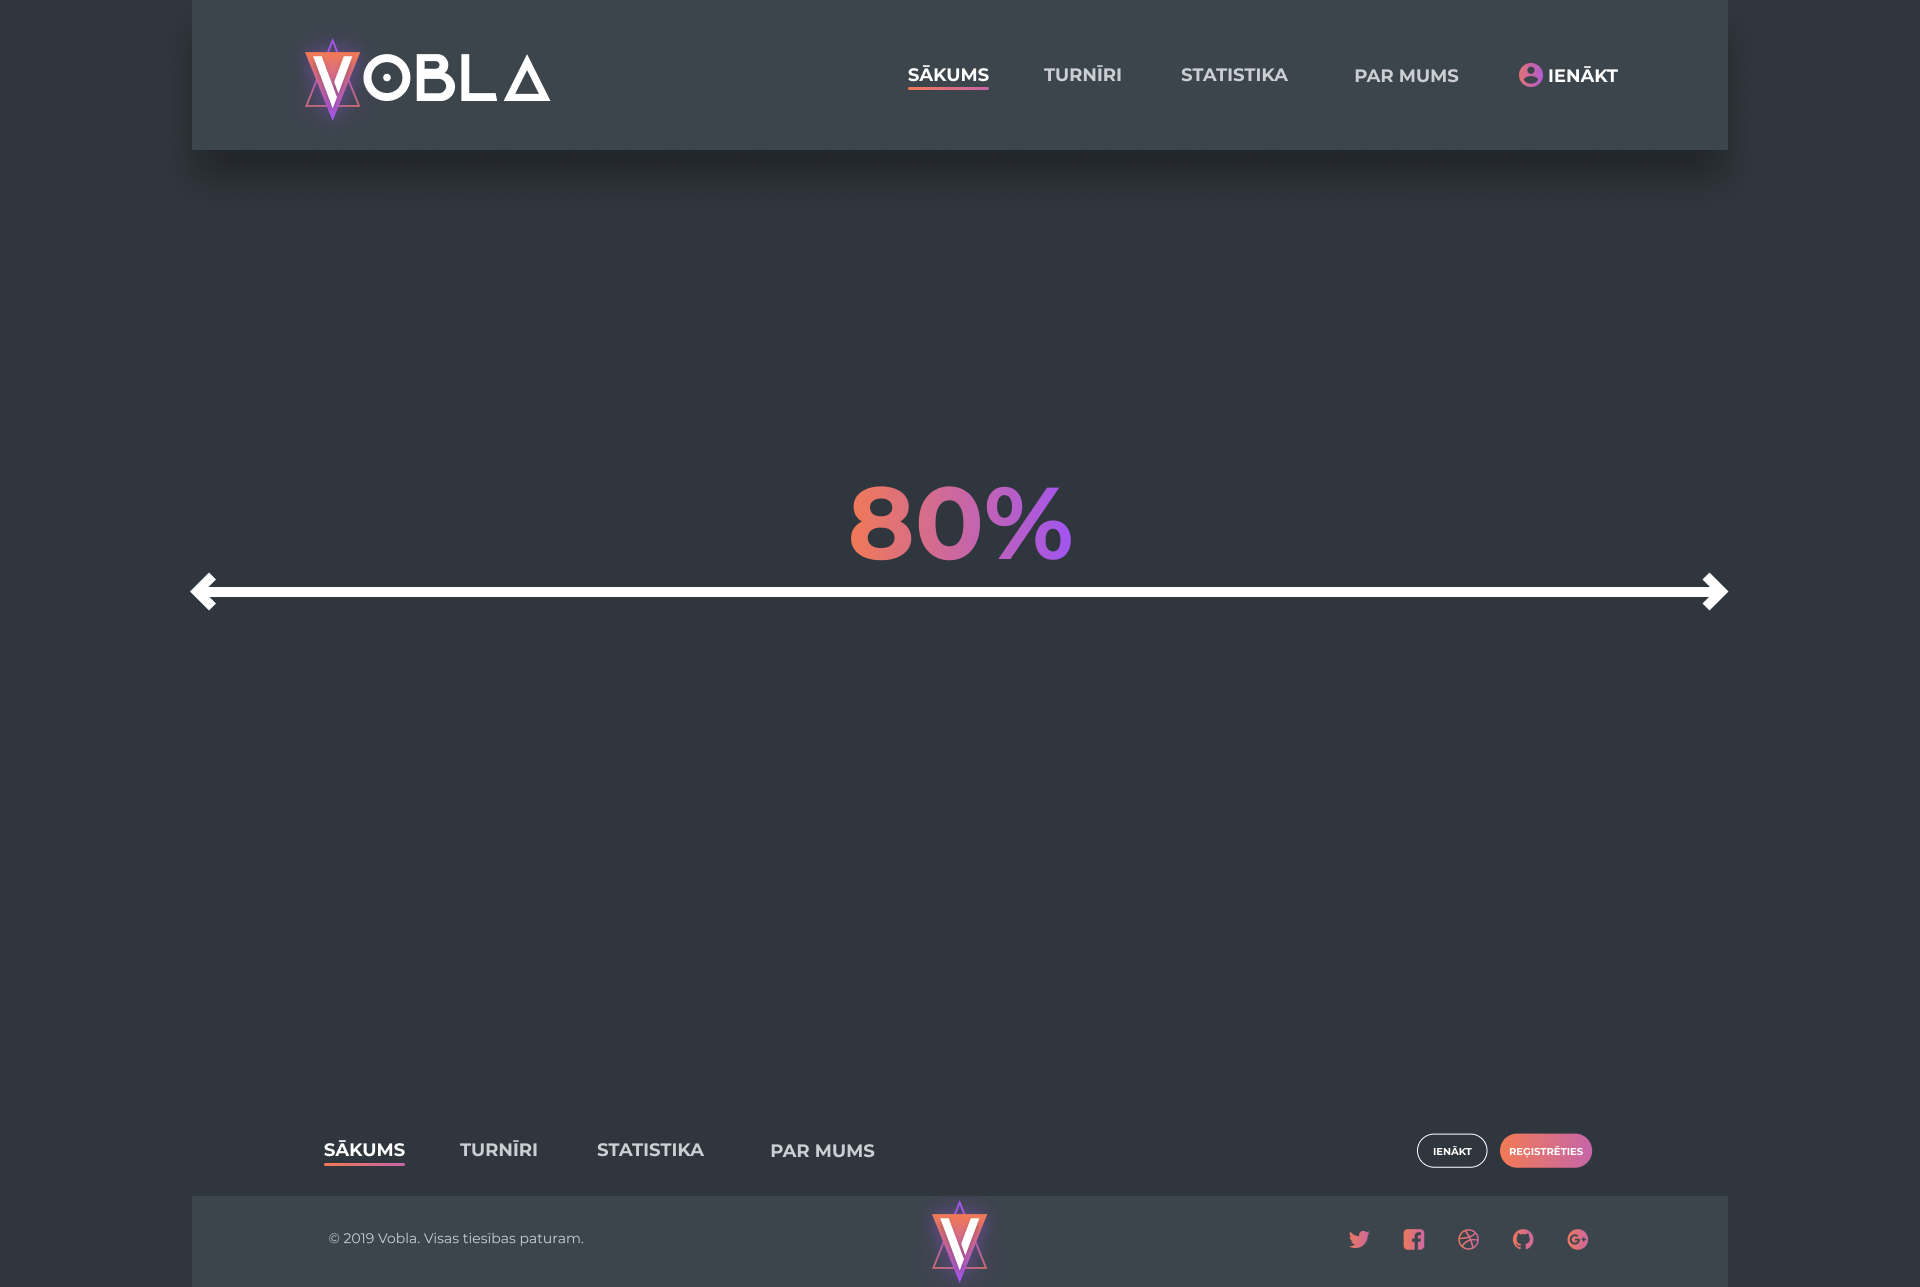 VOBLA
SĀKUMS TURNĪRI STATISTIKA PAR MUMS IENĀKT
80%
SĀKUMS TURNĪRI STATISTIKA PAR MUMS IENĀKT REĢISTRĒTIES
© 2019 Vobla. Visas tiesības paturam. V